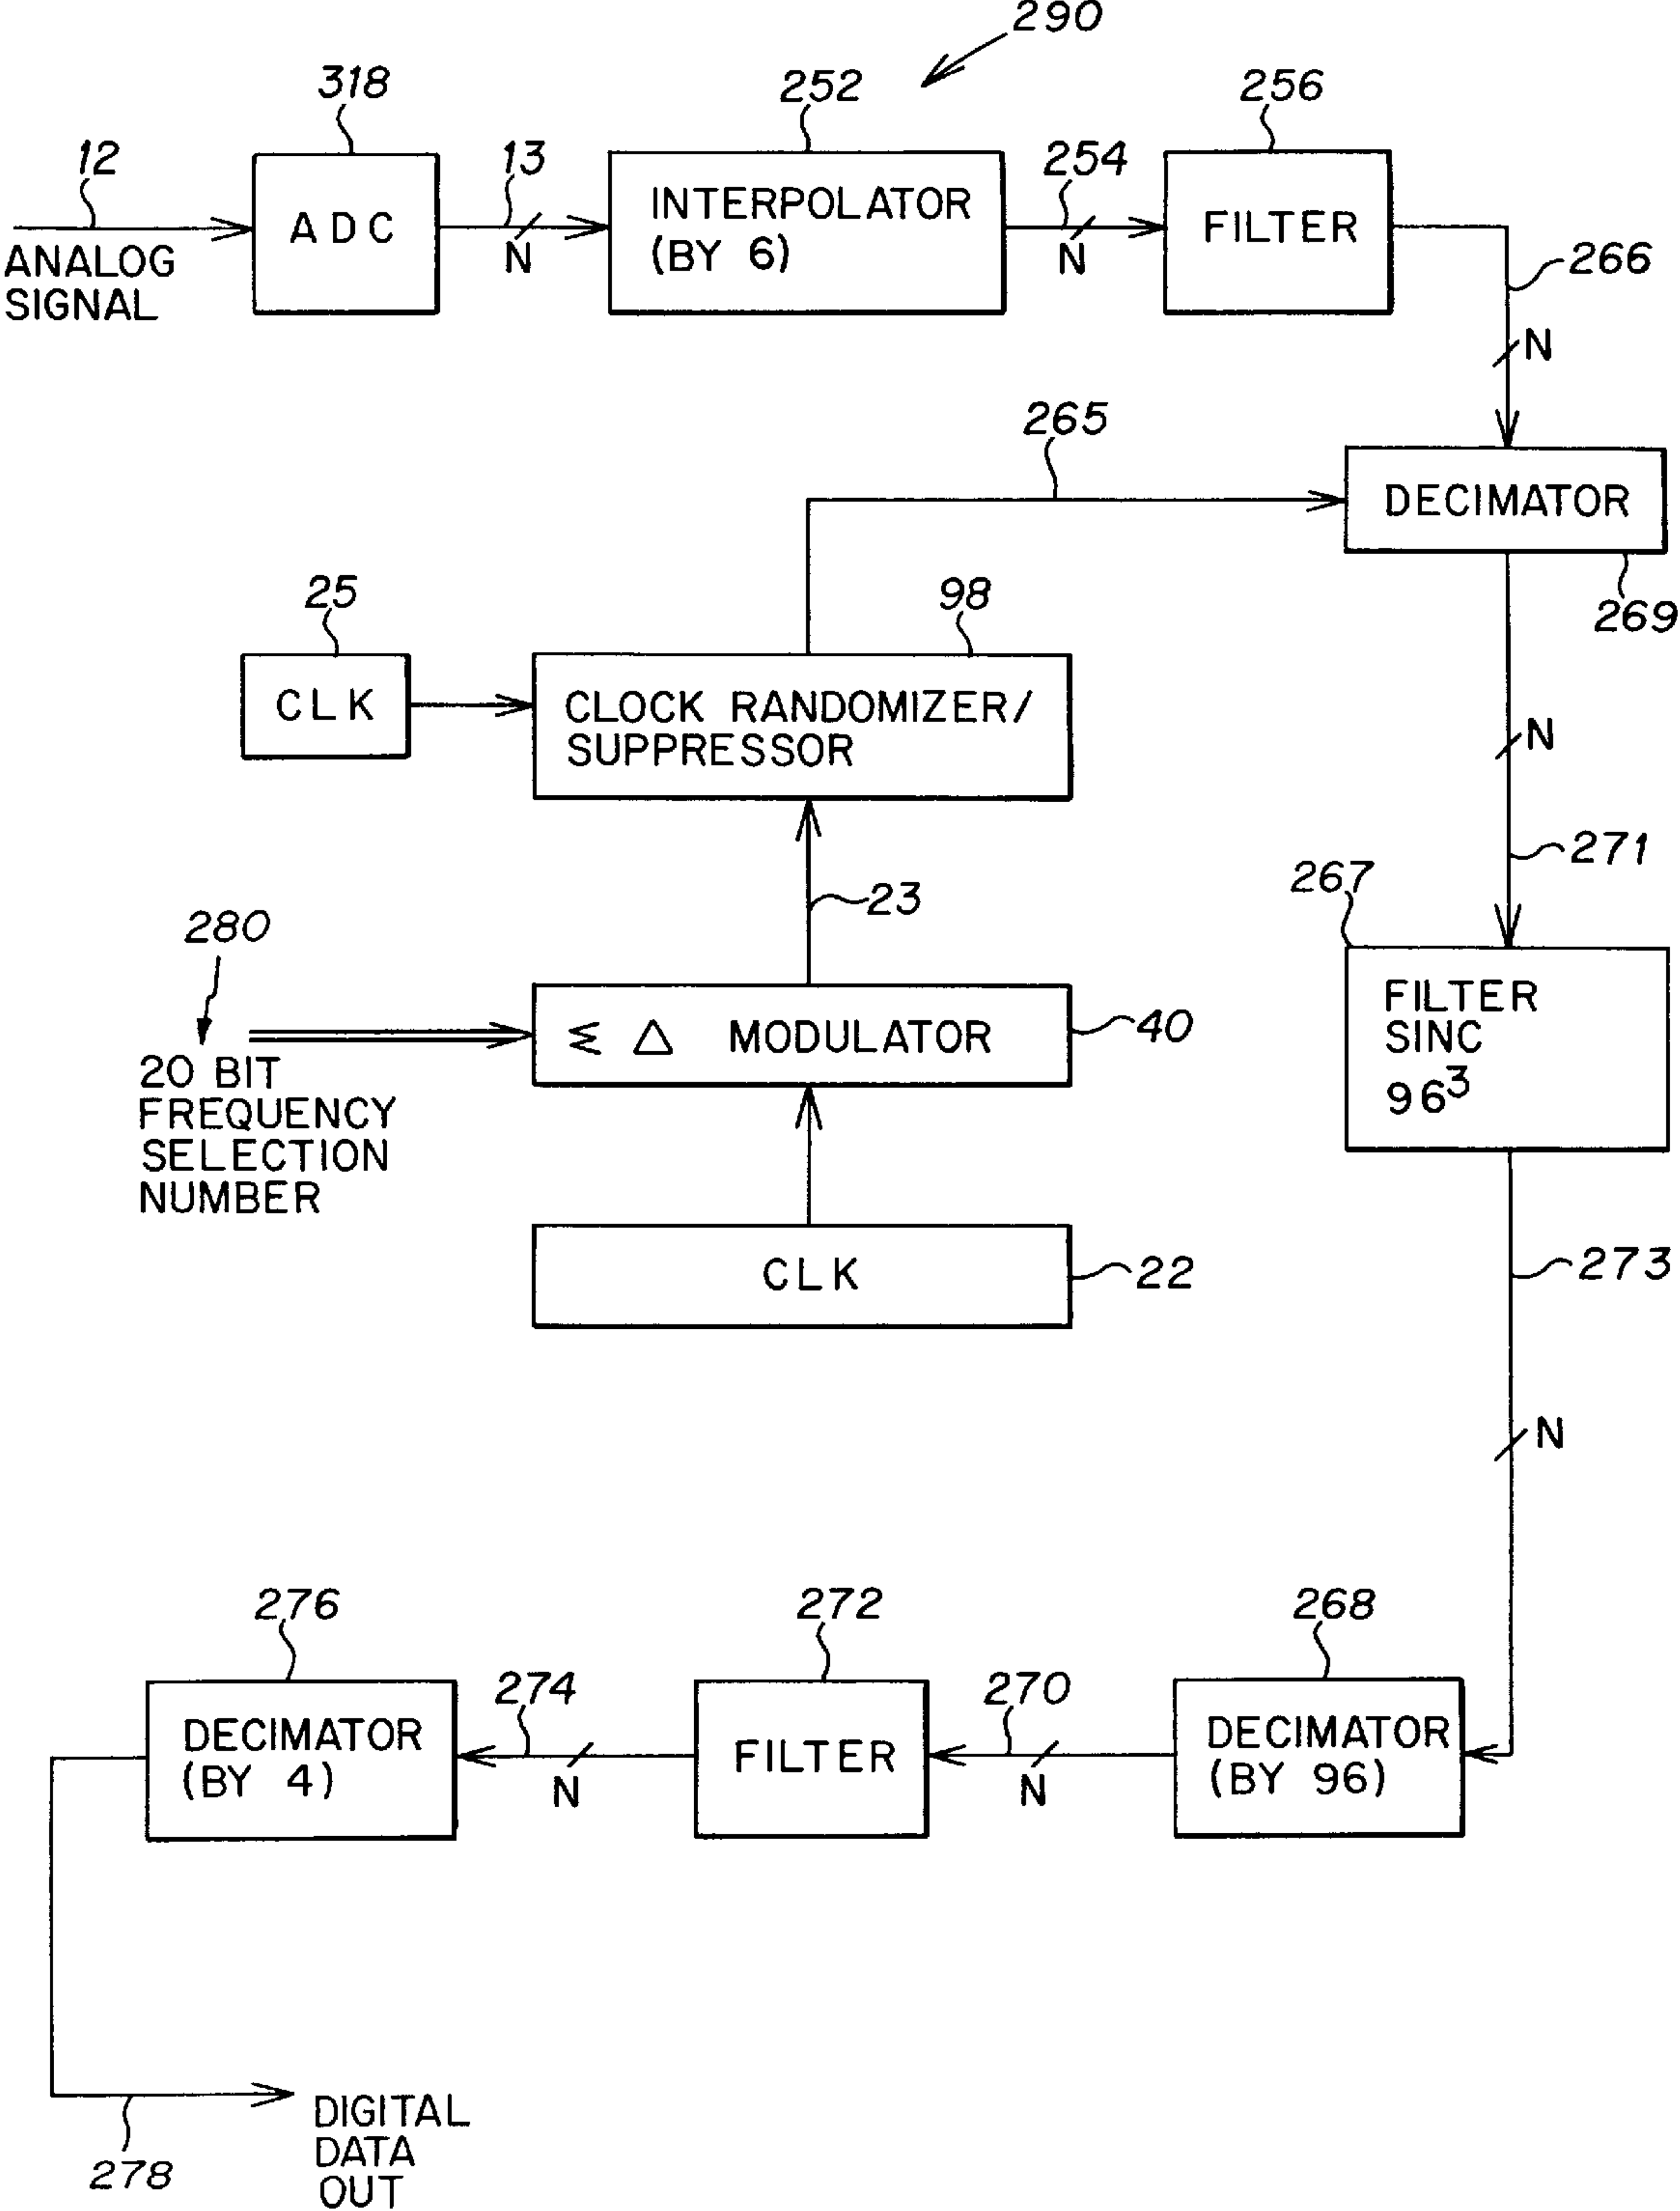 290
318
252
256
12
13
254
ADC
INTERPOLATOR
(BY 6)
FILTER
N
N
ANALOG
SIGNAL
266
N
265
DECIMATOR
269
25
98
CLK
CLOCK RANDOMIZER/
SUPPRESSOR
N
271
267
23
280
FILTER
SINC
96³
Σ Δ MODULATOR
40
20 BIT
FREQUENCY
SELECTION
NUMBER
CLK
22
273
N
276
272
268
274
270
DECIMATOR
(BY 4)
FILTER
DECIMATOR
(BY 96)
N
N
278
DIGITAL
DATA
OUT